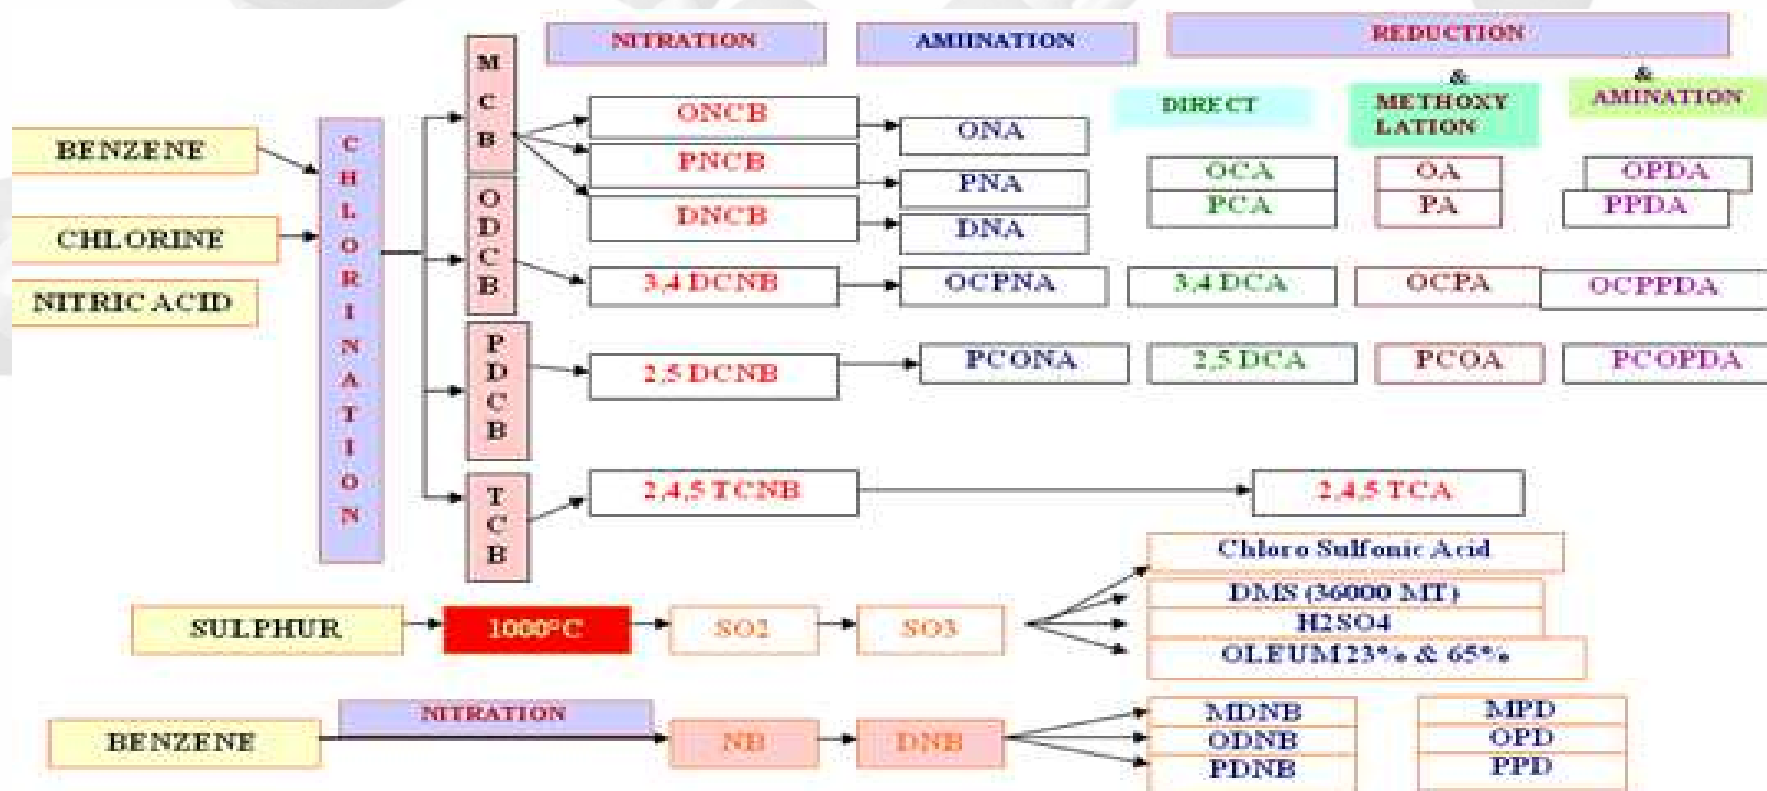 NITRATION
AMIINATION
REDUCTION
&
&
DIRECT
METHOXY
LATION
AMINATION
BENZENE
CHLORINE
NITRIC ACID
CHLORINATION
MCB
ODCB
PDCB
TCB
ONCB
PNCB
DNCB
ONA
PNA
DNA
OCA
PCA
OA
PA
OPDA
PPDA
3,4 DCNB
OCPNA
3,4 DCA
OCPA
OCPPDA
2,5 DCNB
PCONA
2,5 DCA
PCOA
PCOPDA
2,4,5 TCNB
2,4,5 TCA
SULPHUR
1000°C
SO2
SO3
Chloro Sulfonic Acid
DMS (36000 MT)
H2SO4
OLEUM 23% & 65%
BENZENE
NITRATION
NB
DNB
MDNB
ODNB
PDNB
MPD
OPD
PPD